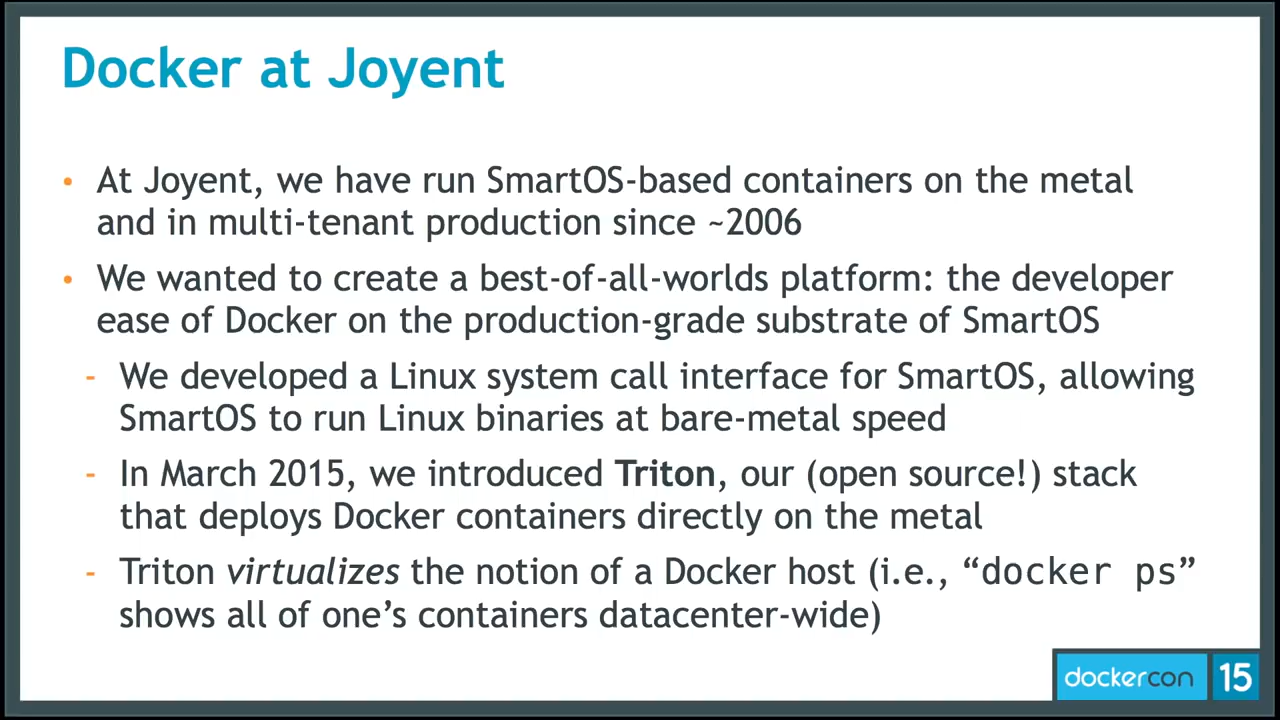 Docker at Joyent
• At Joyent, we have run SmartOS-based containers on the metal
and in multi-tenant production since ~2006
• We wanted to create a best-of-all-worlds platform: the developer
ease of Docker on the production-grade substrate of SmartOS
- We developed a Linux system call interface for SmartOS, allowing
SmartOS to run Linux binaries at bare-metal speed
- In March 2015, we introduced Triton, our (open source!) stack
that deploys Docker containers directly on the metal
- Triton virtualizes the notion of a Docker host (i.e., “docker ps”
shows all of one’s containers datacenter-wide)
dockercon 15